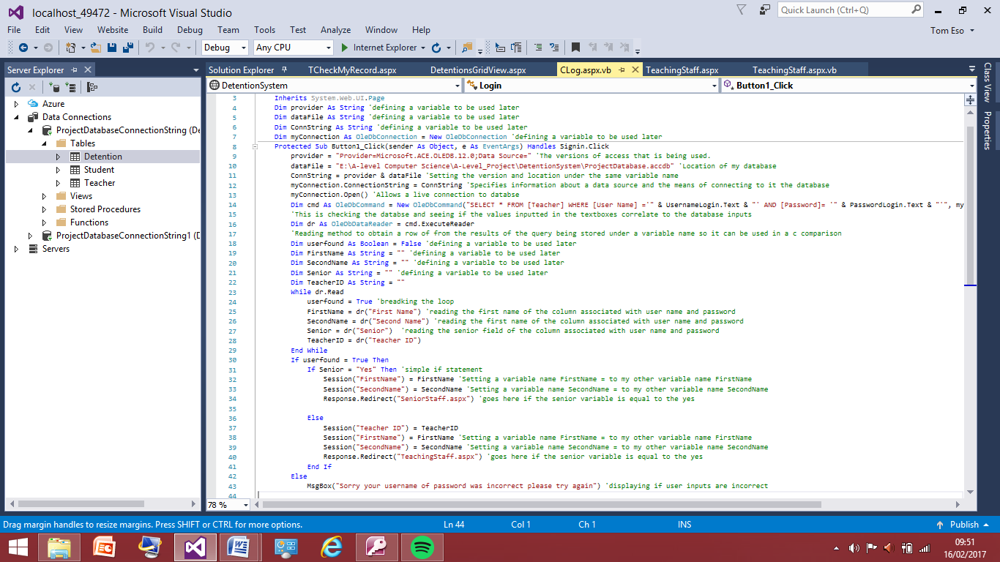 localhost_49472 - Microsoft Visual Studio
Quick Launch (Ctrl+Q)
File Edit View Website Build Debug Team Tools Test Analyze Window Help
Tom Eso
Debug Any CPU Internet Explorer
Server Explorer
Solution Explorer TCheckMyRecord.aspx DetentionsGridView.aspx CLog.aspx.vb TeachingStaff.aspx TeachingStaff.aspx.vb
DetentionSystem Login Button1_Click
Class View
Properties
Azure
Data Connections
ProjectDatabaseConnectionString (De
Tables
Detention
Student
Teacher
Views
Stored Procedures
Functions
ProjectDatabaseConnectionString1 (D
Servers
3 Inherits System.Web.UI.Page
4 Dim provider As String 'defining a variable to be used later
5 Dim dataFile As String 'defining a variable to be used later
6 Dim ConnString As String 'defining a variable to be used later
7 Dim myConnection As OleDbConnection = New OleDbConnection 'defining a variable to be used later
8 Protected Sub Button1_Click(sender As Object, e As EventArgs) Handles Signin.Click
9 provider = "Provider=Microsoft.ACE.OLEDB.12.0;Data Source=" 'The versions of access that is being used.
10 dataFile = "E:\A-level Computer Science\A-Level_Project\DetentionSystem\ProjectDatabase.accdb" 'Location of my database
11 ConnString = provider & dataFile 'Setting the version and location under the same variable name
12 myConnection.ConnectionString = ConnString 'Specifies information about a data source and the means of connecting to it the database
13 myConnection.Open() 'Allows a live connection to databse
14 Dim cmd As OleDbCommand = New OleDbCommand("SELECT * FROM [Teacher] WHERE [User Name] ='" & UsernameLogin.Text & "' AND [Password]= '" & PasswordLogin.Text & "'", my
15 'This is checking the databse and seeing if the values inputted in the textboxes correlate to the database inputs
16 Dim dr As OleDbDataReader = cmd.ExecuteReader
17 'Reading method to obtain a row of from the results of the query being stored under a variable name so it can be used in a c comparison
18 Dim userfound As Boolean = False 'defining a variable to be used later
19 Dim FirstName As String = "" 'defining a variable to be used later
20 Dim SecondName As String = "" 'defining a variable to be used later
21 Dim Senior As String = "" 'defining a variable to be used later
22 Dim TeacherID As String = ""
23 While dr.Read
24 userfound = True 'breadking the loop
25 FirstName = dr("First Name") 'reading the first name of the column associated with user name and password
26 SecondName = dr("Second Name") 'reading the first name of the column associated with user name and password
27 Senior = dr("Senior") 'reading the senior field of the column associated with user name and password
28 TeacherID = dr("Teacher ID")
29 End While
30 If userfound = True Then
31 If Senior = "Yes" Then 'simple if statement
32 Session("FirstName") = FirstName 'Setting a variable name FirstName = to my other variable name FirstName
33 Session("SecondName") = SecondName 'Setting a variable name SecondName = to my other variable name SecondName
34 Response.Redirect("SeniorStaff.aspx") 'goes here if the senior variable is equal to the yes
35
36 Else
37 Session("Teacher ID") = TeacherID
38 Session("FirstName") = FirstName 'Setting a variable name FirstName = to my other variable name FirstName
39 Session("SecondName") = SecondName 'Setting a variable name SecondName = to my other variable name SecondName
40 Response.Redirect("TeachingStaff.aspx") 'goes here if the senior variable is equal to the yes
41 End If
42 Else
43 MsgBox("Sorry your username of password was incorrect please try again") 'displaying if user inputs are incorrect
44
78 %
Drag margin handles to resize margins. Press SHIFT or CTRL for more options. Ln 44 Col 1 Ch 1 INS Publish
09:51
16/02/2017